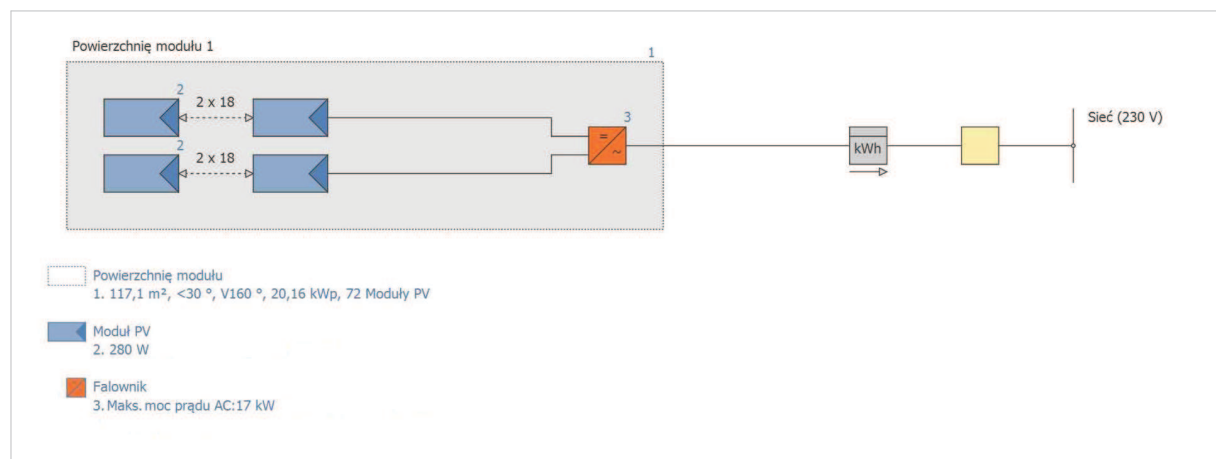 Powierzchnię modułu 1
1
2
2 x 18
3
Sieć (230 V)
=
~
kWh
2
2 x 18
Powierzchnię modułu
1. 117,1 m², <30 °, V160 °, 20,16 kWp, 72 Moduły PV
Moduł PV
2. 280 W
Falownik
3. Maks. moc prądu AC:17 kW